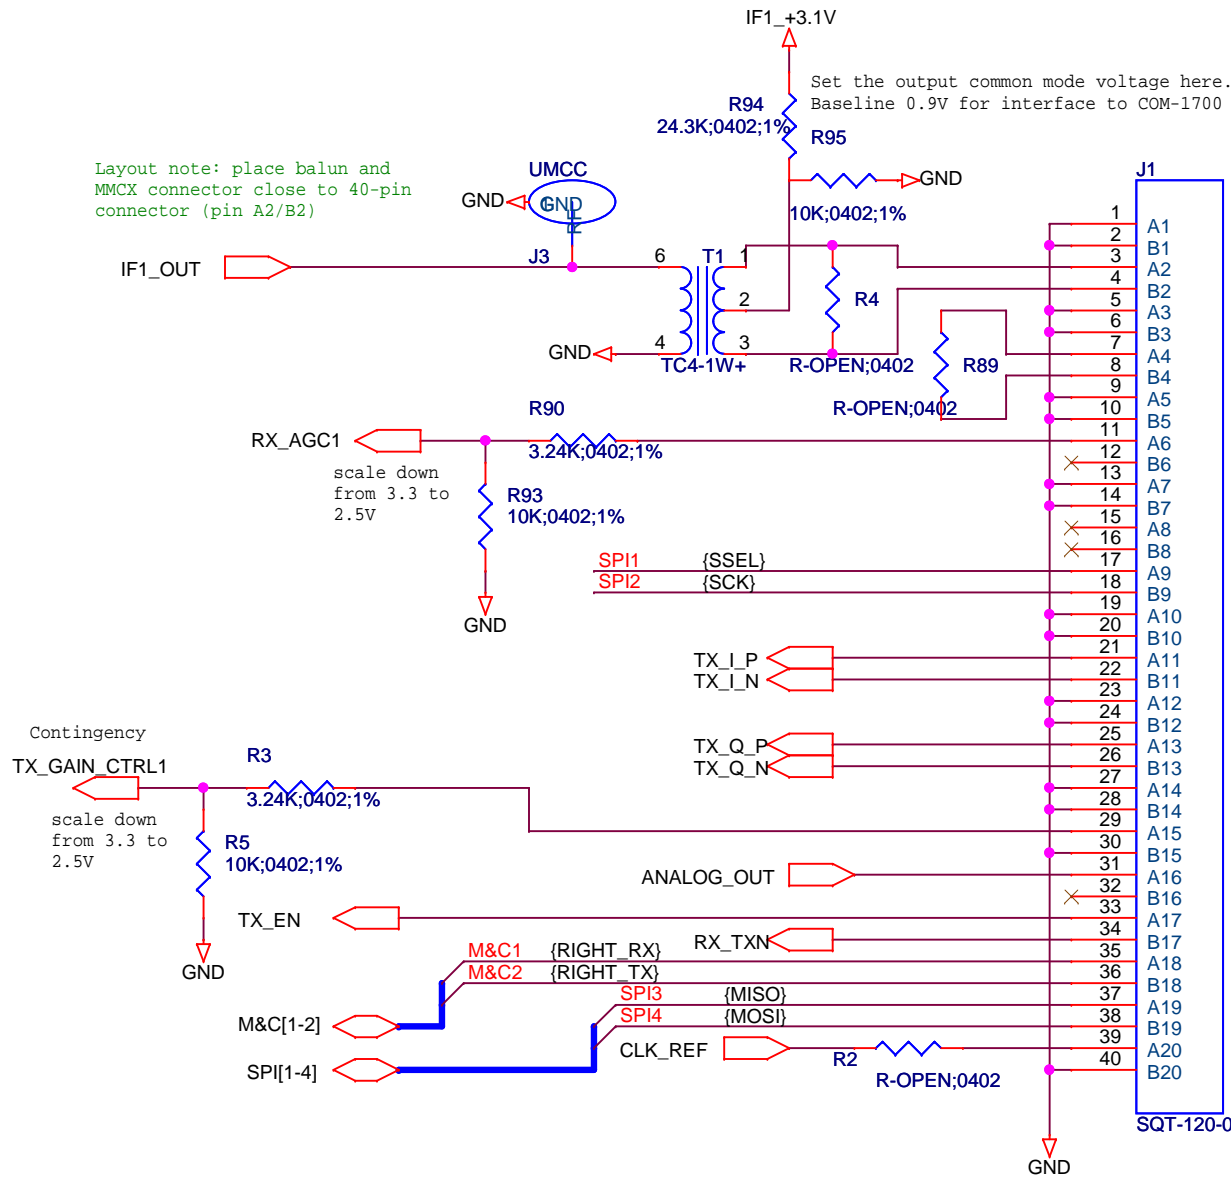 IF1_+3.1V
Set the output common mode voltage here.
Baseline 0.9V for interface to COM-1700
R94
24.3K;0402;1%
R95
10K;0402;1%
GND
Layout note: place balun and
MMCX connector close to 40-pin
connector (pin A2/B2)
UMCC
GND
GND
1
RF
J3
IF1_OUT
6
4
T1
1
2
3
GND
TC4-1W+
R4
R-OPEN;0402
R89
R-OPEN;0402
RX_AGC1
R90
3.24K;0402;1%
scale down
from 3.3 to
2.5V
R93
10K;0402;1%
GND
SPI1 {SSEL}
SPI2 {SCK}
TX_I_P
TX_I_N
TX_Q_P
TX_Q_N
Contingency
TX_GAIN_CTRL1
R3
3.24K;0402;1%
scale down
from 3.3 to
2.5V
R5
10K;0402;1%
GND
ANALOG_OUT
TX_EN
RX_TXN
M&C1 {RIGHT_RX}
M&C2 {RIGHT_TX}
SPI3 {MISO}
SPI4 {MOSI}
M&C[1-2]
SPI[1-4]
CLK_REF
R2
R-OPEN;0402
J1
1 A1
2 B1
3 A2
4 B2
5 A3
6 B3
7 A4
8 B4
9 A5
10 B5
11 A6
12 B6
13 A7
14 B7
15 A8
16 B8
17 A9
18 B9
19 A10
20 B10
21 A11
22 B11
23 A12
24 B12
25 A13
26 B13
27 A14
28 B14
29 A15
30 B15
31 A16
32 B16
33 A17
34 B17
35 A18
36 B18
37 A19
38 B19
39 A20
40 B20
SQT-120-0
GND